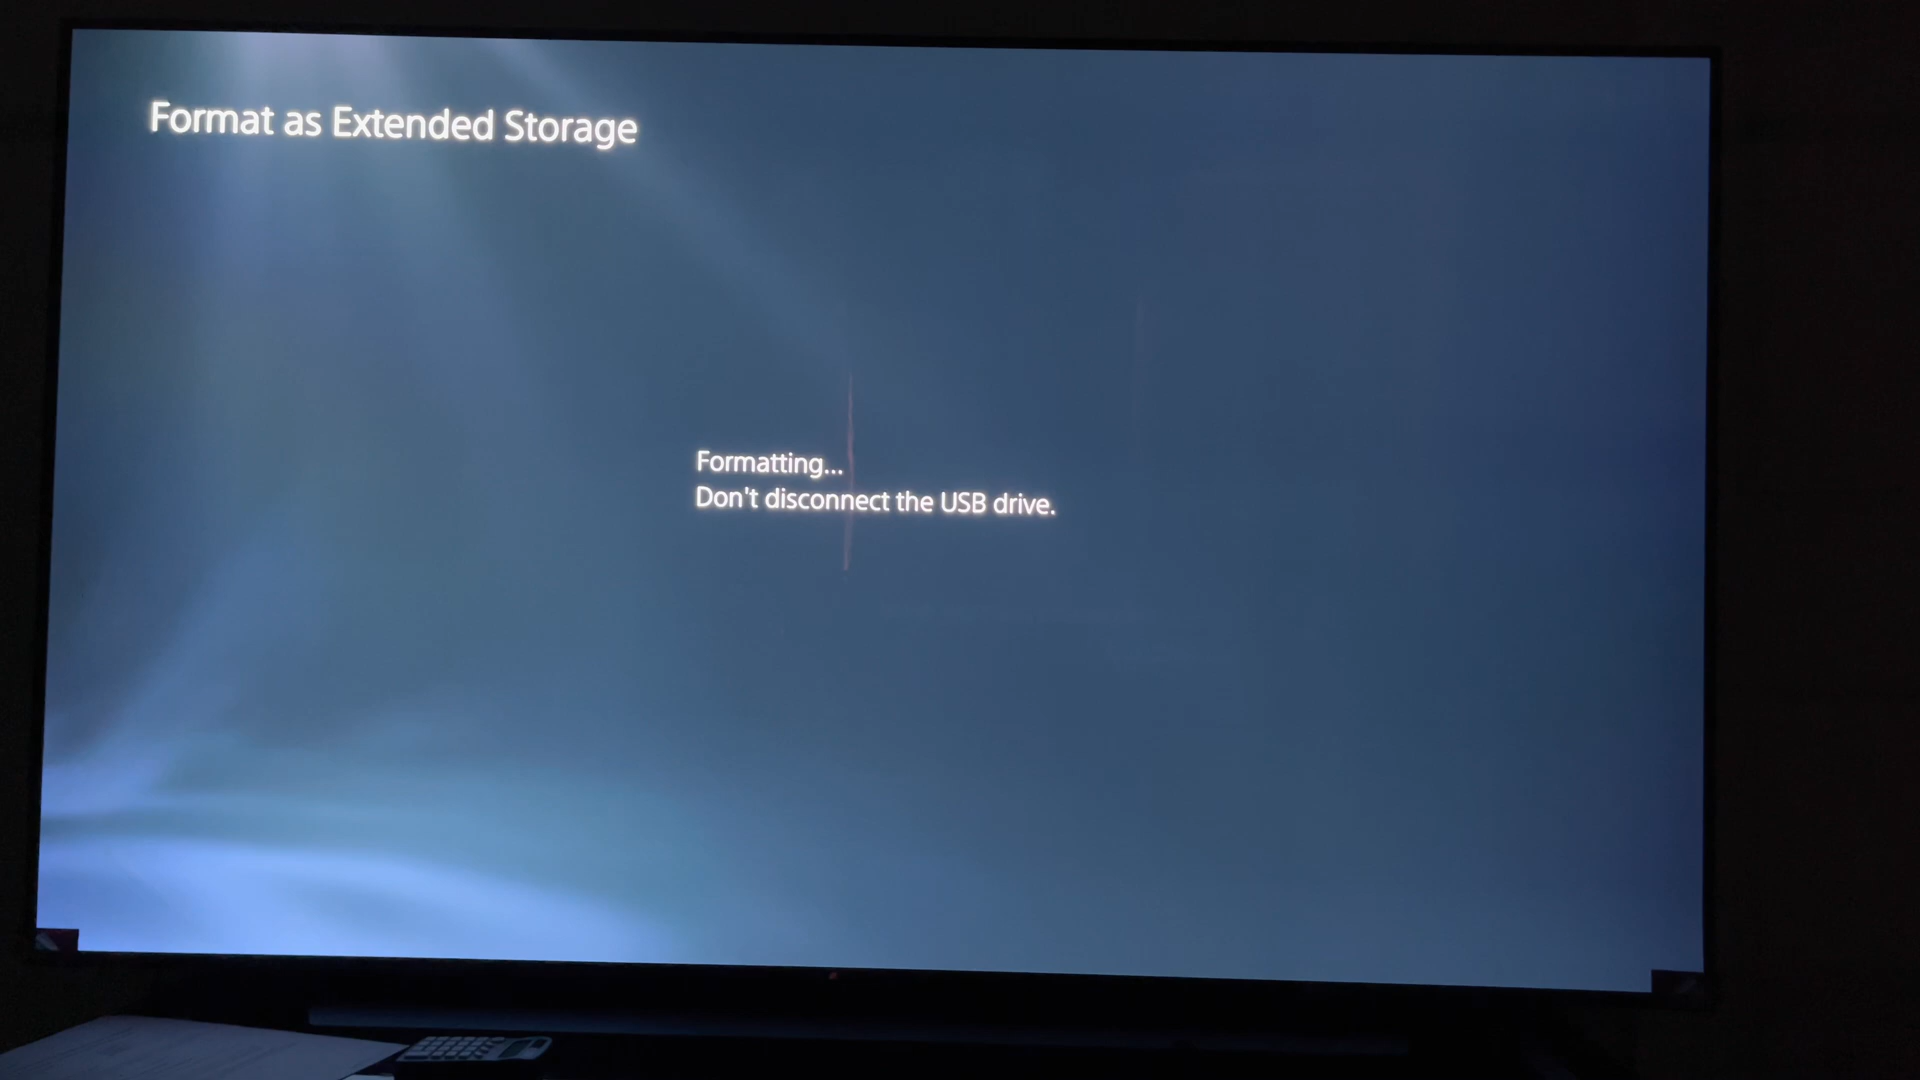 Format as Extended Storage
Formatting...
Don't disconnect the USB drive.